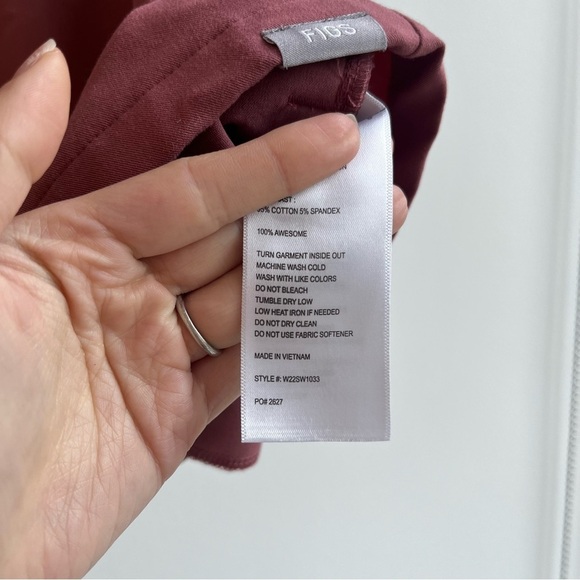 FIGS
COTTON 5% SPANDEX
100% AWESOME
TURN GARMENT INSIDE OUT
MACHINE WASH COLD
WASH WITH LIKE COLORS
DO NOT BLEACH
TUMBLE DRY LOW
LOW HEAT IRON IF NEEDED
DO NOT DRY CLEAN
DO NOT USE FABRIC SOFTENER
MADE IN VIETNAM
STYLE #: W22SW1033
PO# 2627